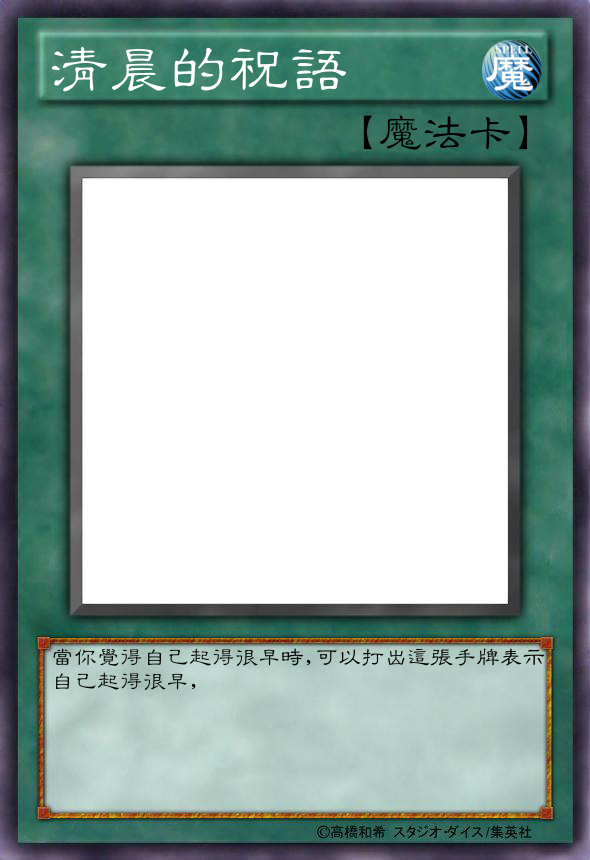 清晨的祝語
SPELL
魔
【魔法卡】
當你覺得自己起得很早時,可以打出這張手牌表示
自己起得很早,
©高橋和希 スタジオ・ダイス/集英社